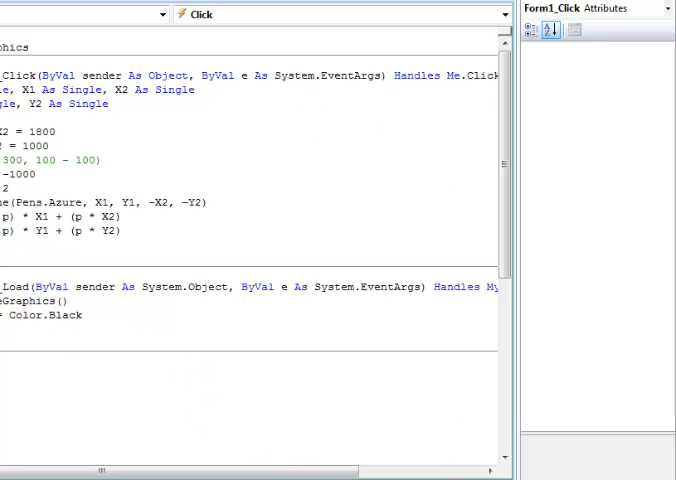 Click
Form1_Click Attributes
phics
_Click(ByVal sender As Object, ByVal e As System.EventArgs) Handles Me.Click
le, X1 As Single, X2 As Single
gle, Y2 As Single
X2 = 1800
2 = 1000
300, 100 - 100)
-1000
2
ne(Pens.Azure, X1, Y1, -X2, -Y2)
p) * X1 + (p * X2)
p) * Y1 + (p * Y2)
_Load(ByVal sender As System.Object, ByVal e As System.EventArgs) Handles My
eGraphics()
= Color.Black